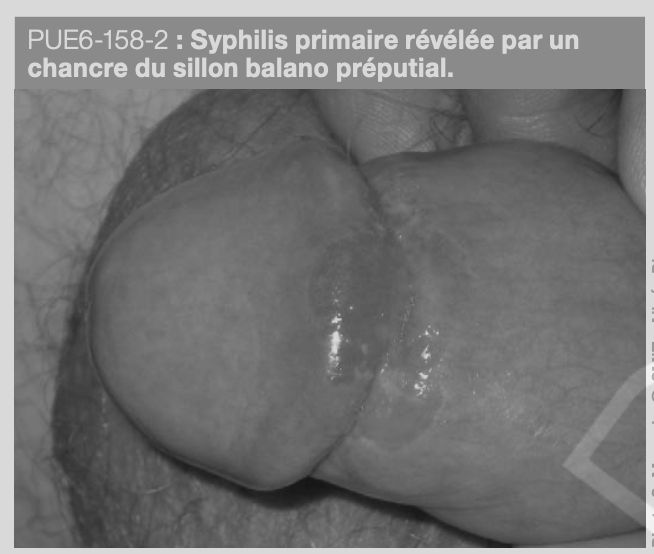 PUE6-158-2 : Syphilis primaire révélée par un
chancre du sillon balano préputial.